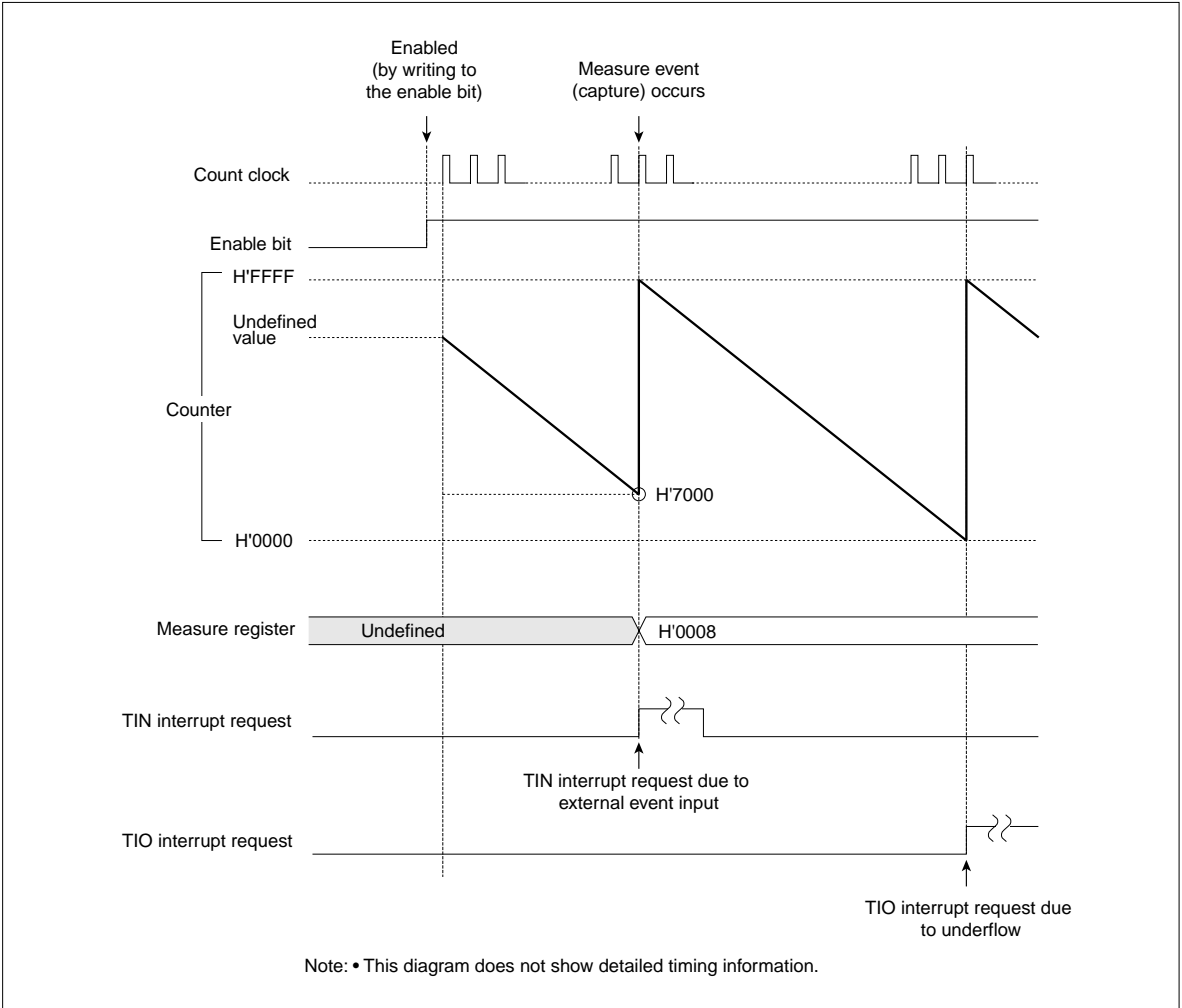 Enabled
(by writing to
the enable bit)
Measure event
(capture) occurs
Count clock
Enable bit
H'FFFF
Undefined
value
Counter
H'7000
H'0000
Measure register
Undefined
H'0008
TIN interrupt request
TIN interrupt request due to
external event input
TIO interrupt request
TIO interrupt request due
to underflow
Note: • This diagram does not show detailed timing information.